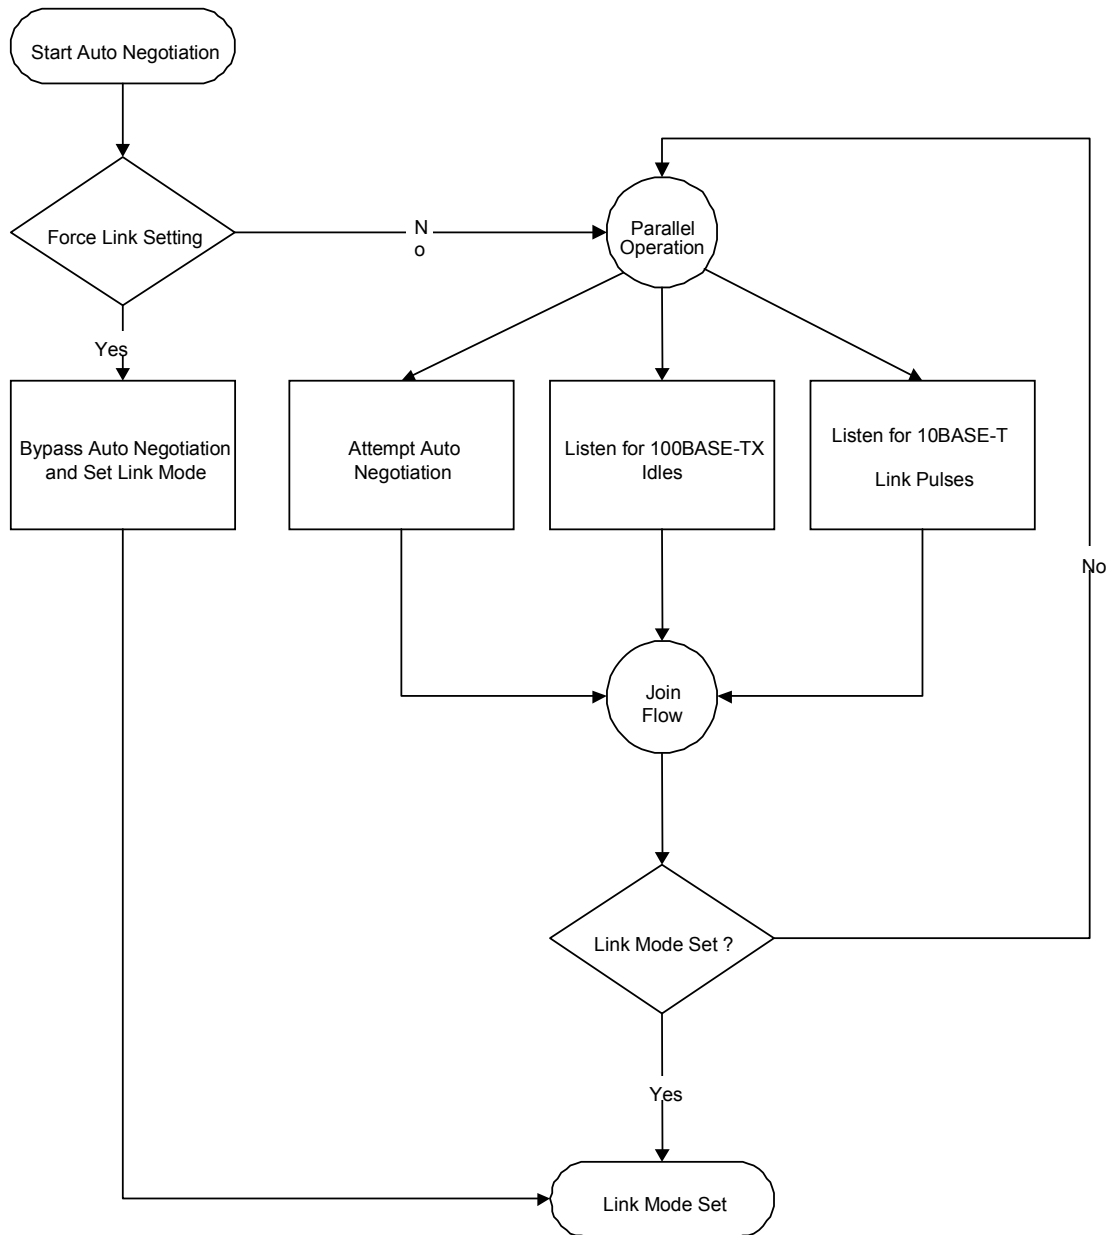 Start Auto Negotiation
Force Link Setting
N
o
Parallel
Operation
Yes
Bypass Auto Negotiation
and Set Link Mode
Attempt Auto
Negotiation
Listen for 100BASE-TX
Idles
Listen for 10BASE-T
Link Pulses
No
Join
Flow
Link Mode Set ?
Yes
Link Mode Set